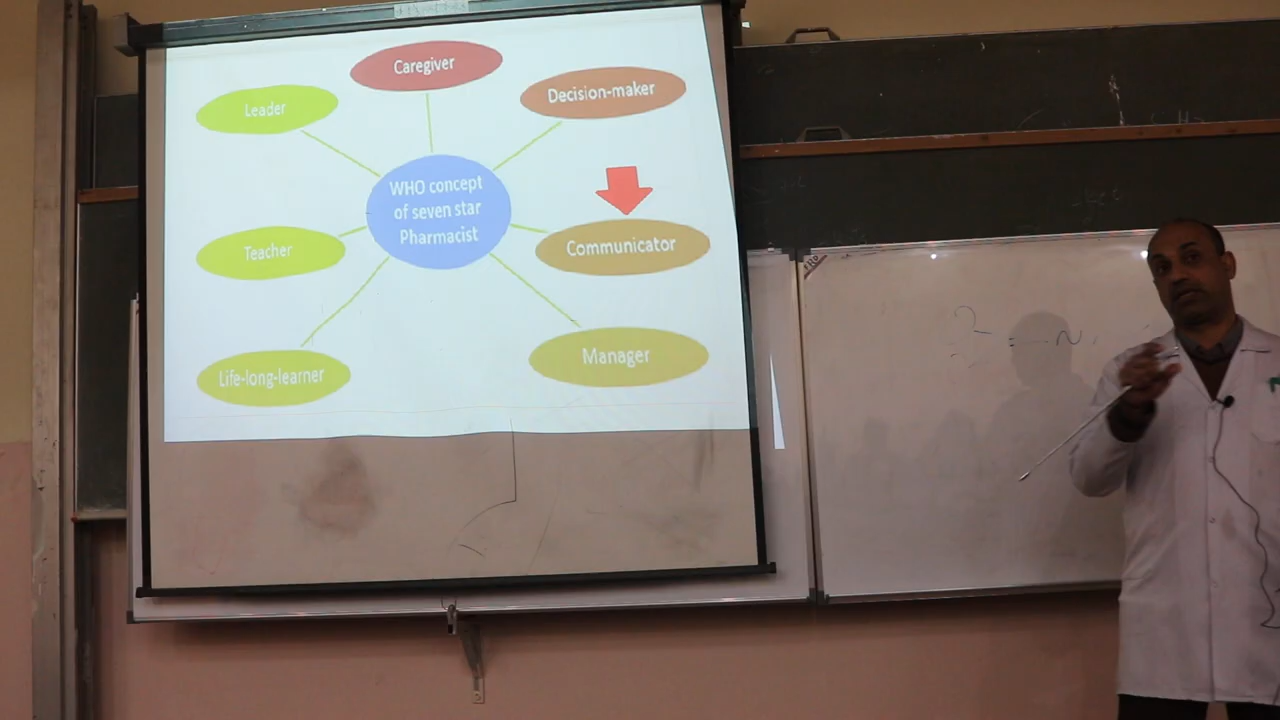 Caregiver
Leader
Decision-maker
WHO concept
of seven star
Pharmacist
Teacher
Communicator
Life-long-learner
Manager